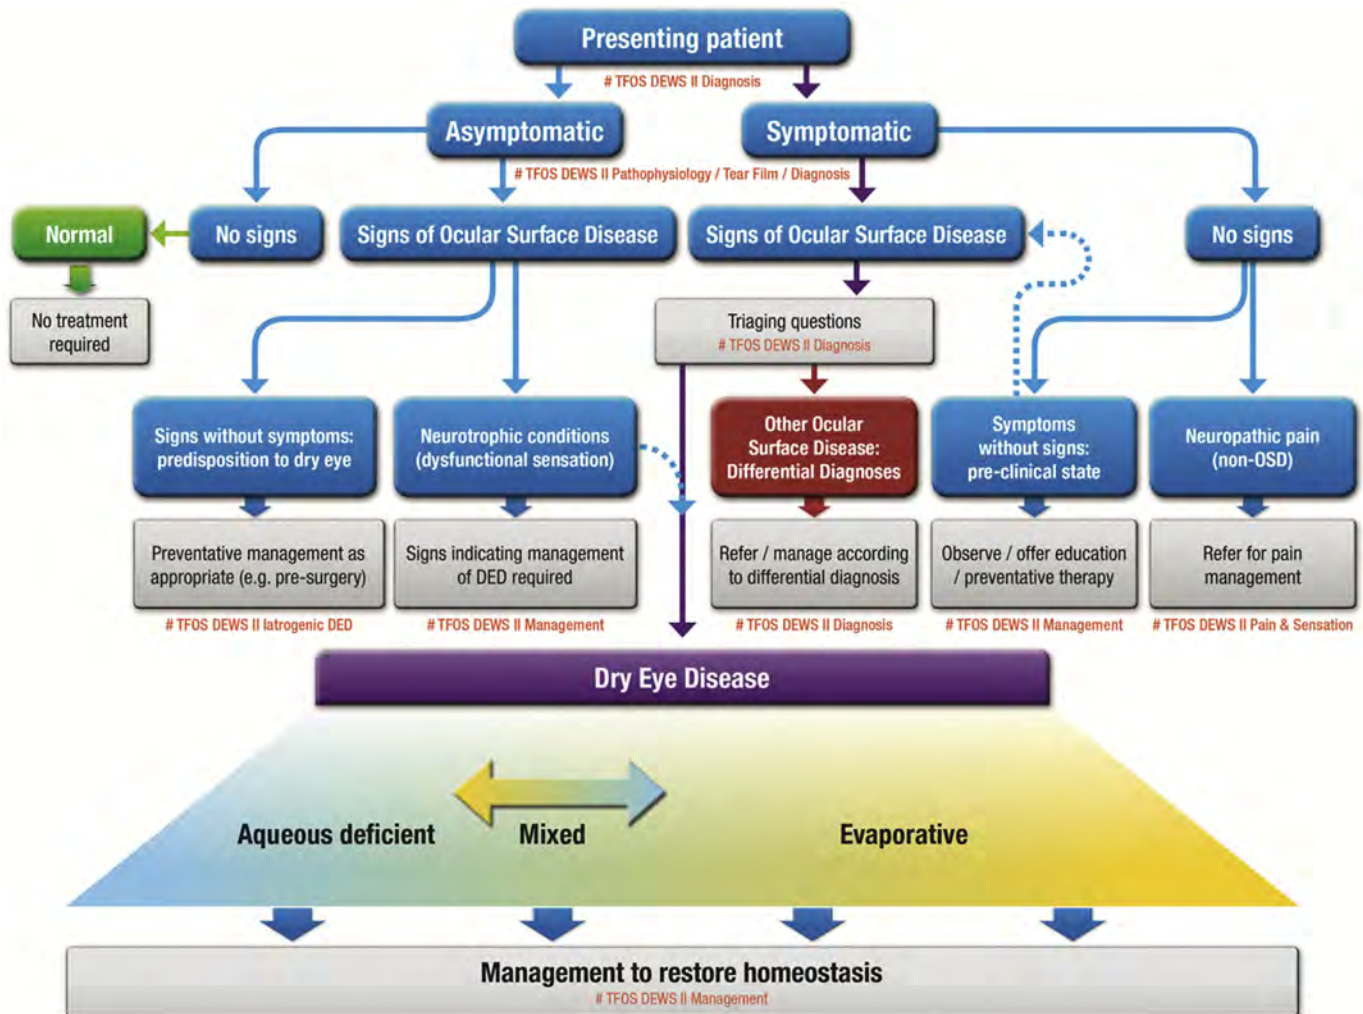 Presenting patient
# TFOS DEWS II Diagnosis
Asymptomatic
Symptomatic
# TFOS DEWS II Pathophysiology / Tear Film / Diagnosis
Normal
No signs
Signs of Ocular Surface Disease
Signs of Ocular Surface Disease
No signs
No treatment
required
Triaging questions
# TFOS DEWS II Diagnosis
Signs without symptoms:
predisposition to dry eye
Neurotrophic conditions
(dysfunctional sensation)
Other Ocular
Surface Disease:
Differential Diagnoses
Symptoms
without signs:
pre-clinical state
Neuropathic pain
(non-OSD)
Preventative management as
appropriate (e.g. pre-surgery)
Signs indicating management
of DED required
Refer / manage according
to differential diagnosis
Observe / offer education
/ preventative therapy
Refer for pain
management
# TFOS DEWS II Iatrogenic DED
# TFOS DEWS II Management
# TFOS DEWS II Diagnosis
# TFOS DEWS II Management
# TFOS DEWS II Pain & Sensation
Dry Eye Disease
Aqueous deficient
Mixed
Evaporative
Management to restore homeostasis
# TFOS DEWS II Management